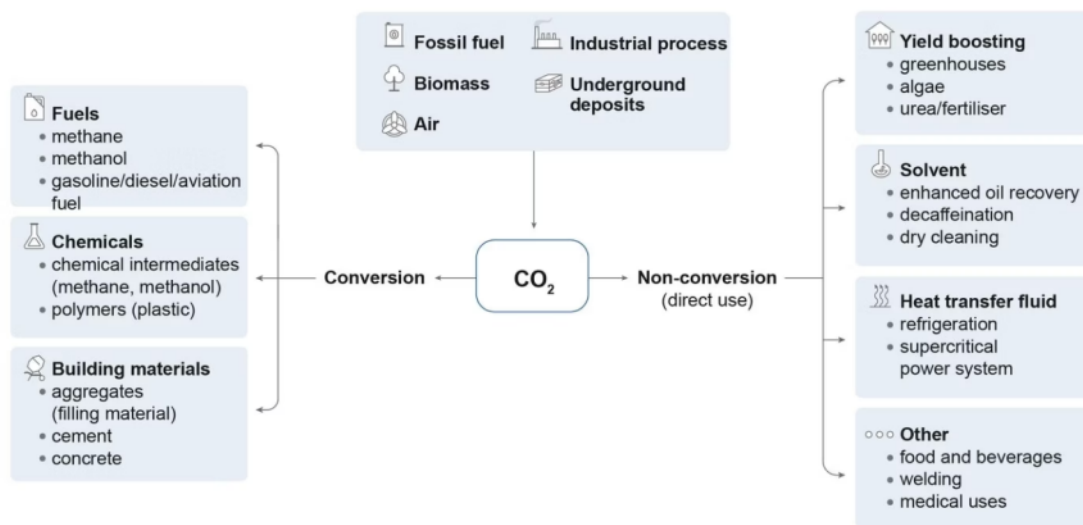 Fossil fuel
Industrial process
Biomass
Underground
deposits
Air
Fuels
• methane
• methanol
• gasoline/diesel/aviation
fuel
Chemicals
• chemical intermediates
(methane, methanol)
• polymers (plastic)
Building materials
• aggregates
(filling material)
• cement
• concrete
Conversion
CO₂
Non-conversion
(direct use)
Yield boosting
• greenhouses
• algae
• urea/fertiliser
Solvent
• enhanced oil recovery
• decaffeination
• dry cleaning
Heat transfer fluid
• refrigeration
• supercritical
power system
Other
• food and beverages
• welding
• medical uses